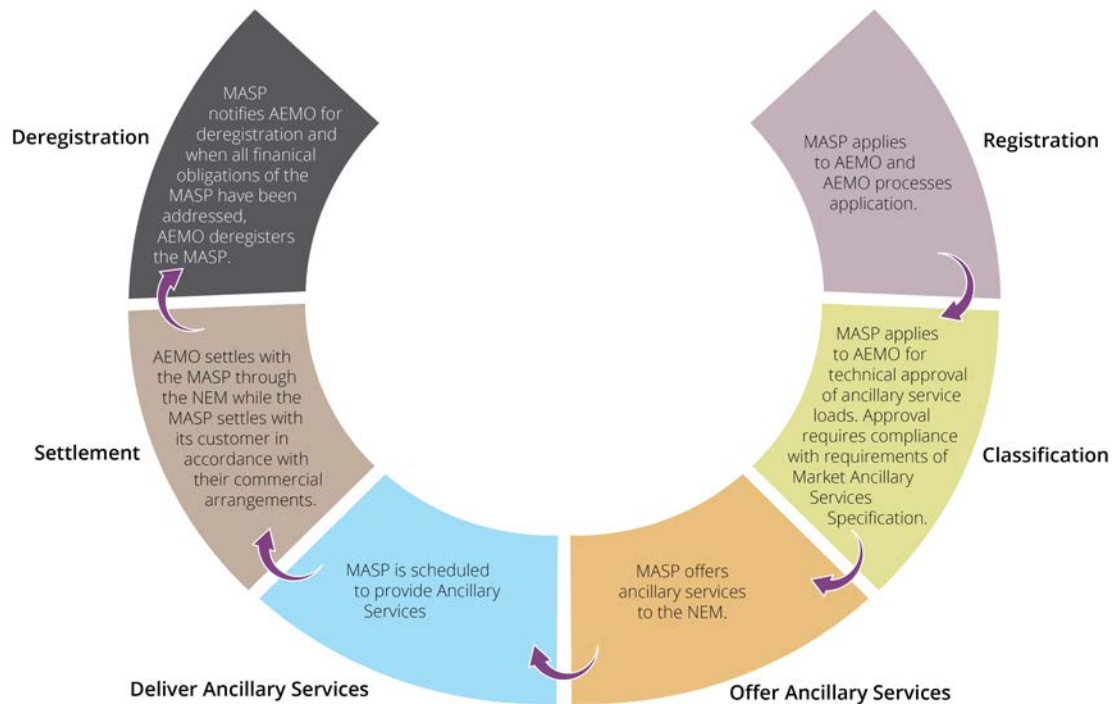 Registration
MASP applies
to AEMO and
AEMO processes
application.
Classification
MASP applies
to AEMO for
technical approval
of ancillary service
loads. Approval
requires compliance
with requirements of
Market Ancillary
Services
Specification.
Offer Ancillary Services
MASP offers
ancillary services
to the NEM.
Deliver Ancillary Services
MASP is scheduled
to provide Ancillary
Services
Settlement
AEMO settles with
the MASP through
the NEM while the
MASP settles with
its customer in
accordance with
their commercial
arrangements.
Deregistration
MASP
notifies AEMO for
deregistration and
when all finanical
obligations of the
MASP have been
addressed,
AEMO deregisters
the MASP.